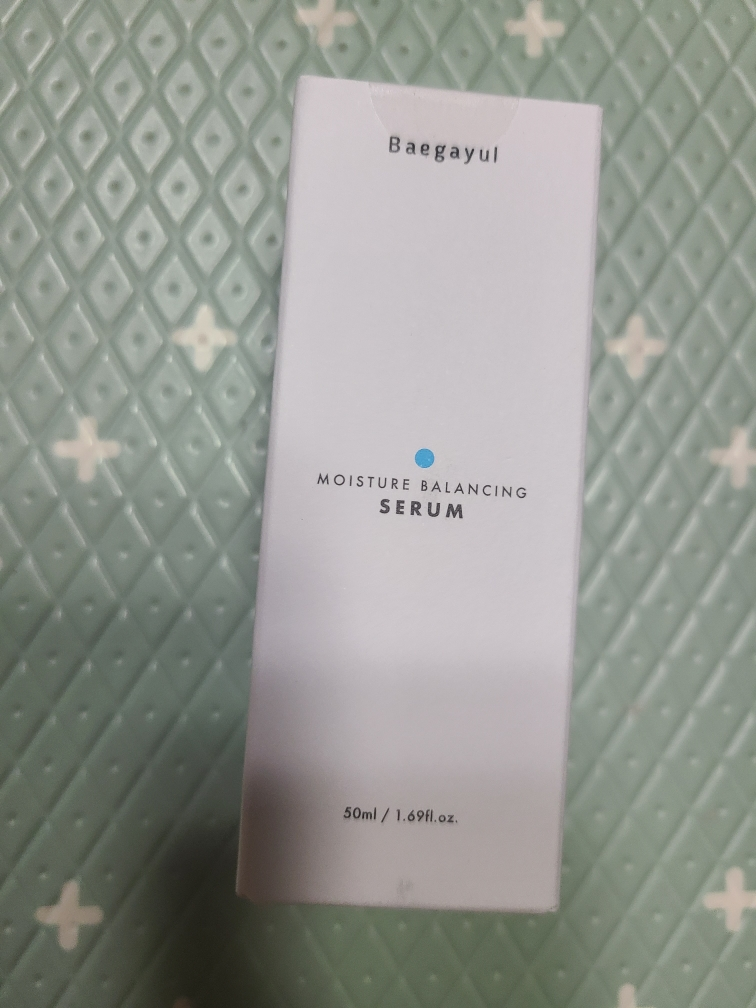 Baegayul
MOISTURE BALANCING
SERUM
50ml / 1.69fl.oz.